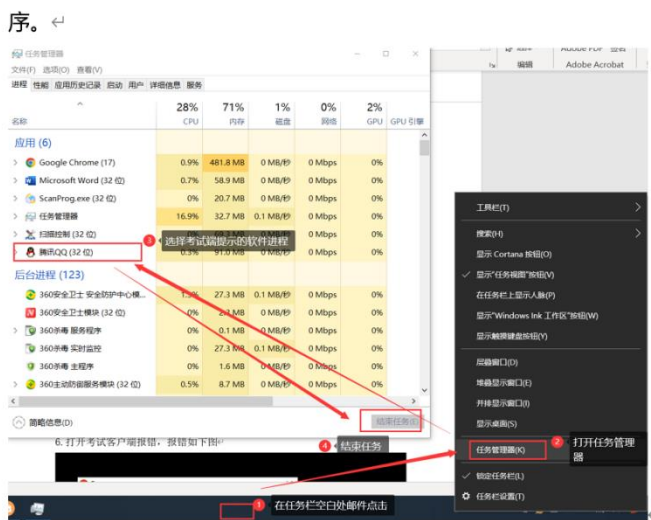 序。
任务管理器
文件(F) 选项(O) 查看(V)
进程 性能 应用历史记录 启动 用户 详细信息 服务
编辑 Adobe Acrobat
28% 71% 1% 0% 2%
名称 CPU 内存 磁盘 网络 GPU GPU 引擎
应用 (6)
Google Chrome (17) 0.9% 481.8 MB 0 MB/秒 0 Mbps 0%
Microsoft Word (32 位) 0.7% 58.9 MB 0 MB/秒 0 Mbps 0%
ScanProg.exe (32 位) 0% 20.7 MB 0 MB/秒 0 Mbps 0%
任务管理器 16.9% 32.7 MB 0.1 MB/秒 0 Mbps 0%
扫描控制 (32 位) 0 Mbps 0%
3 选择考试端提示的软件进程
腾讯QQ (32 位) 0.3% 91.0 MB 0 MB/秒 0 Mbps 0%
后台进程 (123)
360安全卫士 安全防护中心模... 27.3 MB 0.1 MB/秒 0 Mbps 0%
360安全卫士模块 (32 位) 0% 0 MB/秒 0 Mbps 0%
360杀毒 服务程序 0% 0.1 MB 0 MB/秒 0 Mbps 0%
360杀毒 实时监控 0% 27.3 MB 0.1 MB/秒 0 Mbps 0%
360杀毒 主程序 0% 1.6 MB 0 MB/秒 0 Mbps 0%
360主动防御服务模块 (32 位) 0.5% 8.7 MB 0 MB/秒 0 Mbps 0%
简略信息(D) 结束任务(E)
4 结束任务
6. 打开考试客户端报错，报错如下图
1 在任务栏空白处邮件点击
工具栏(T)
搜索(H)
显示 Cortana 按钮(O)
显示"任务视图"按钮(V)
在任务栏上显示人脉(P)
显示"Windows Ink 工作区"按钮(W)
显示触摸键盘按钮(Y)
层叠窗口(D)
堆叠显示窗口(E)
并排显示窗口(I)
显示桌面(S)
任务管理器(K)
2 打开任务管理
器
锁定任务栏(L)
任务栏设置(T)